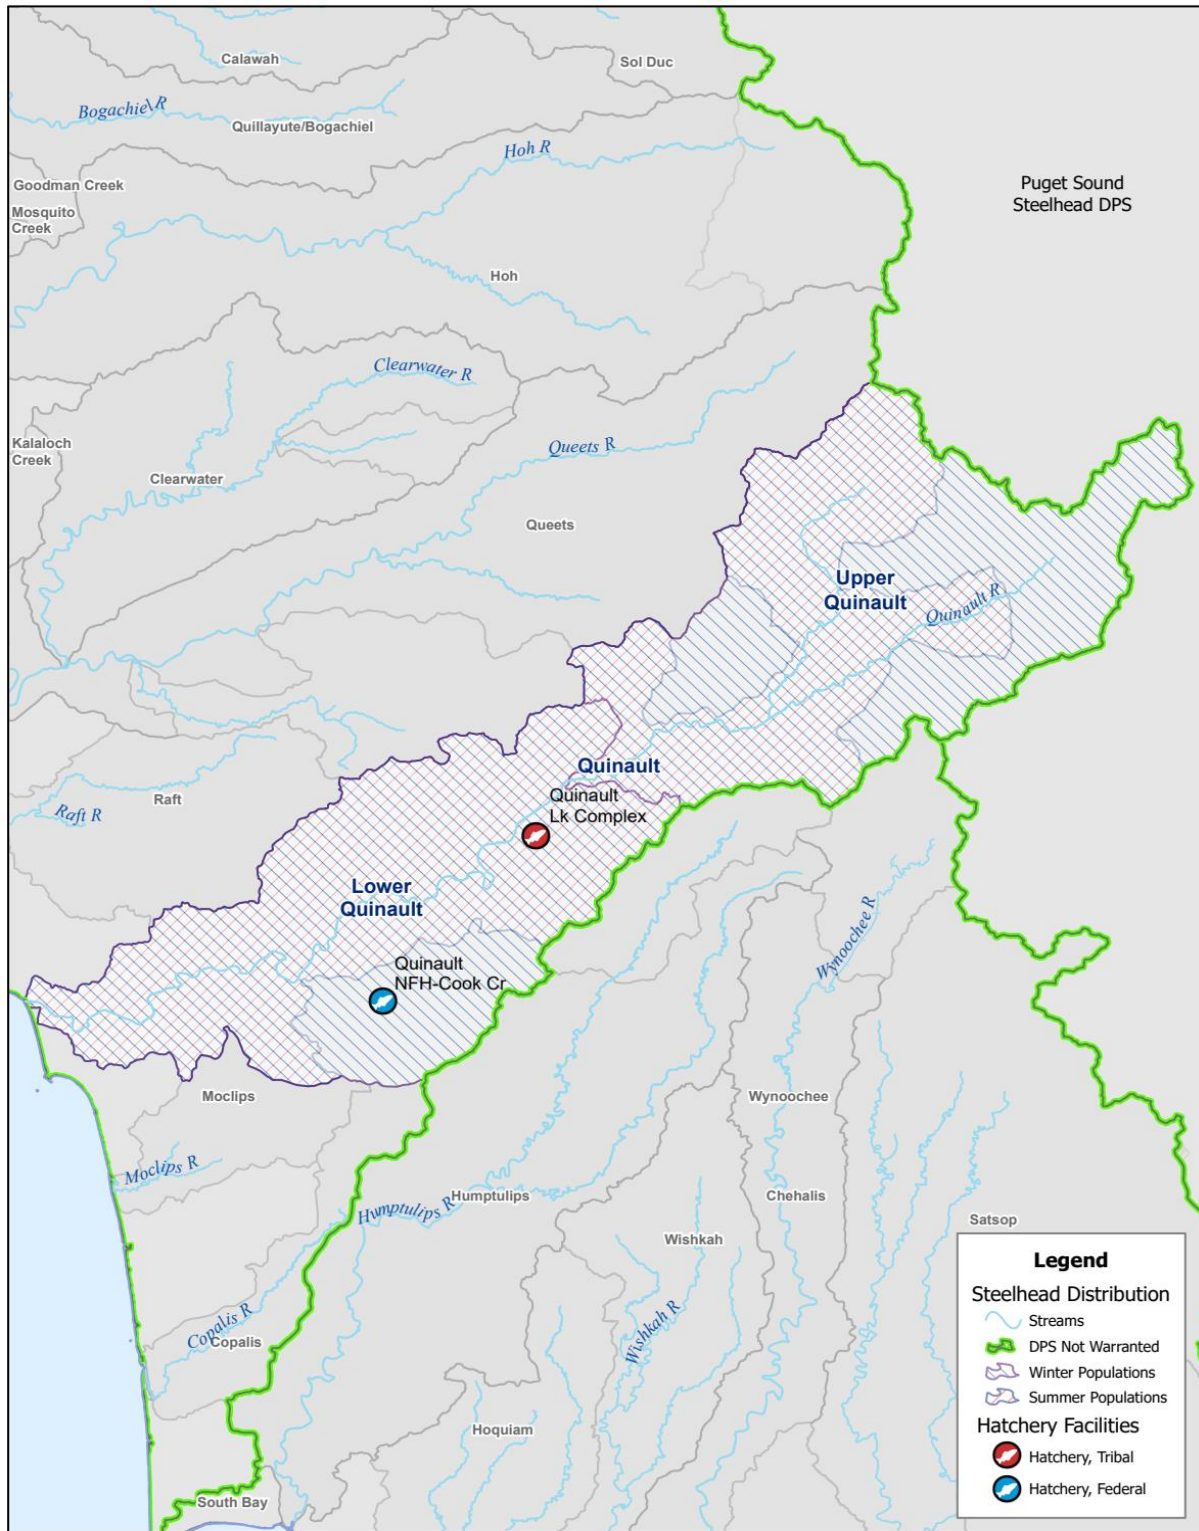 Calawah
Sol Duc
Bogachiel R
Quillayute/Bogachiel
Hoh R
Goodman Creek
Mosquito
Creek
Puget Sound
Steelhead DPS
Hoh
Clearwater R
Kalaloch
Creek
Queets R
Clearwater
Queets
Upper
Quinault
Quinault R
Quinault
Quinault
Lk Complex
Raft
Raft R
Lower
Quinault
Wynoochee R
Quinault
NFH-Cook Cr
Moclips
Wynoochee
Moclips R
Humptulips R
Humptulips
Chehalis
Satsop
Wishkah
Wishkah R
Copalis R
Copalis
Hoquiam
South Bay
Legend
Steelhead Distribution
Streams
DPS Not Warranted
Winter Populations
Summer Populations
Hatchery Facilities
Hatchery, Tribal
Hatchery, Federal